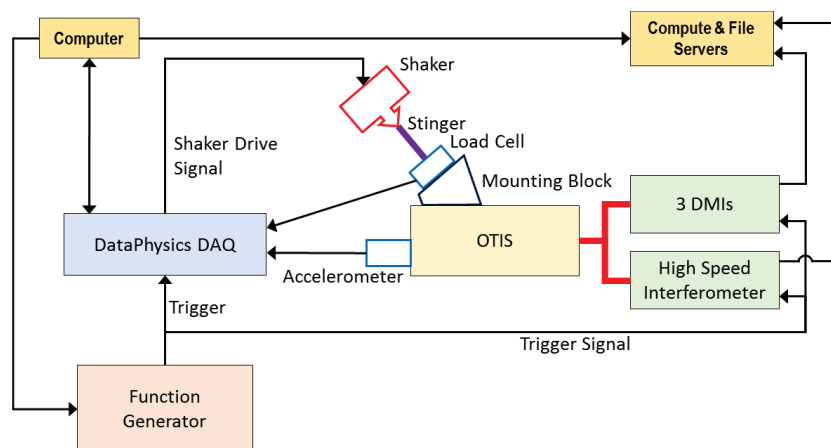 Computer
Compute & File
Servers
Shaker
Stinger
Load Cell
Shaker Drive
Signal
Mounting Block
3 DMIs
DataPhysics DAQ
OTIS
Accelerometer
High Speed
Interferometer
Trigger
Trigger Signal
Function
Generator